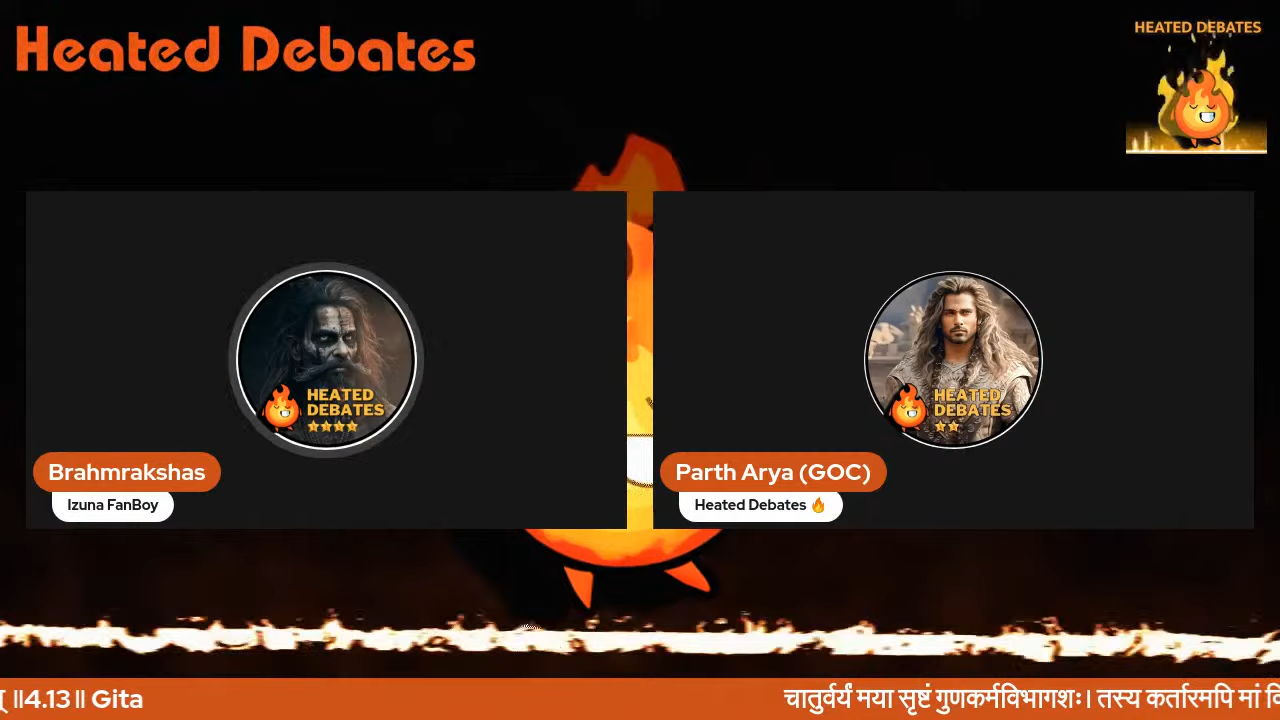 Heated Debates
HEATED DEBATES
HEATED
DEBATES
HEATED
DEBATES
Brahmrakshas
Izuna FanBoy
Parth Arya (GOC)
Heated Debates 🔥
॥4.13॥ Gita
चातुर्वर्यं मया सृष्टं गुणकर्मविभागशः। तस्य कर्तारमपि मां